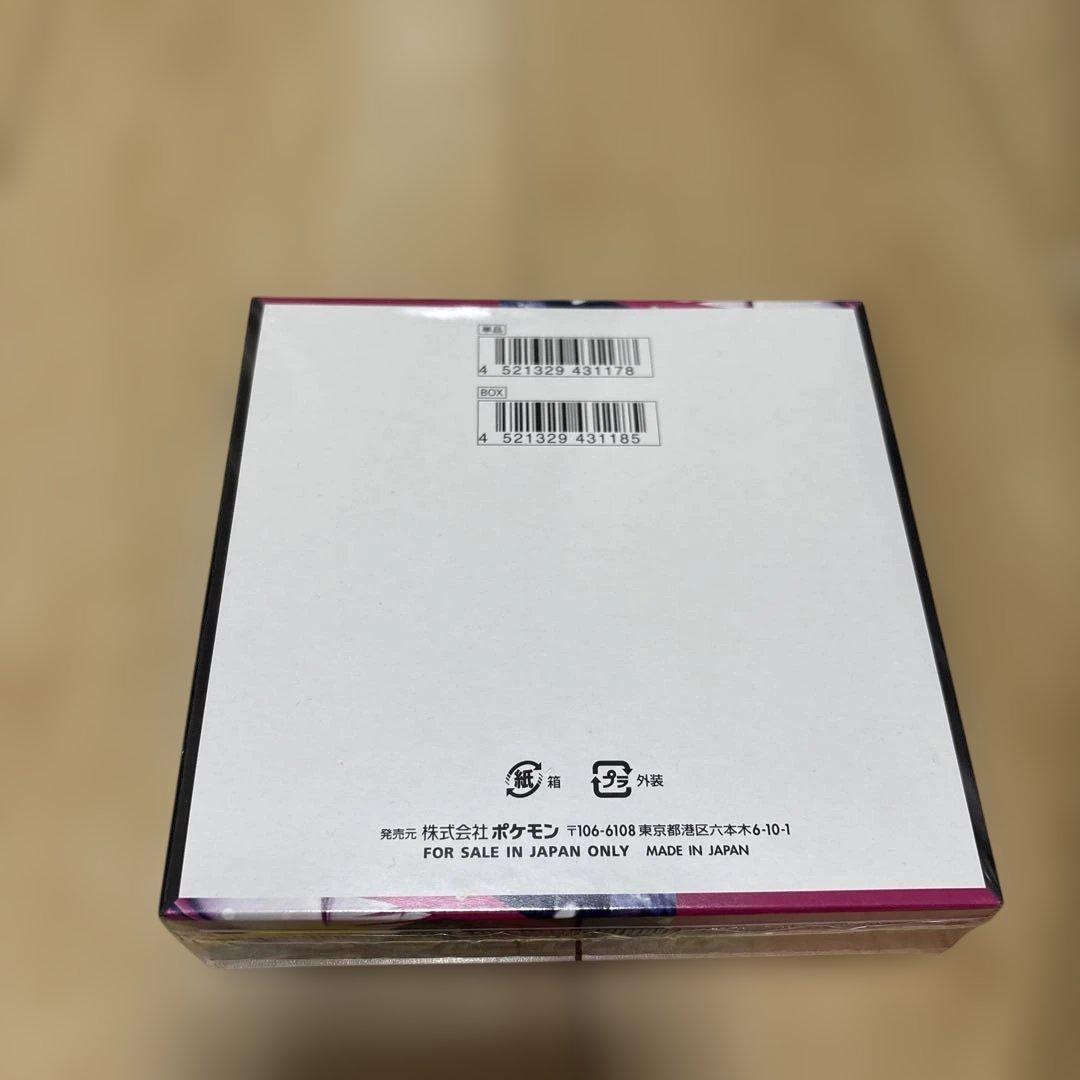 単品
4 521329 431178
BOX
4 521329 431185
紙 箱 プラ 外装
発売元 株式会社 ポケモン 〒106-6108 東京都港区六本木6-10-1
FOR SALE IN JAPAN ONLY MADE IN JAPAN